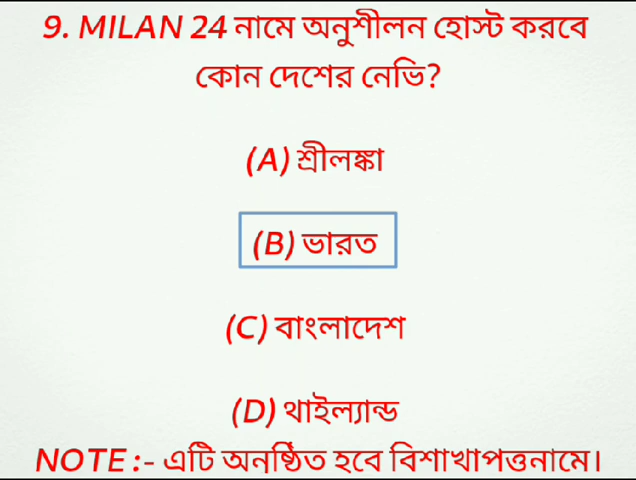 9. MILAN 24 নামে অনুশীলন হোস্ট করবে
কোন দেশের নেভি?
(A) শ্রীলঙ্কা
(B) ভারত
(C) বাংলাদেশ
(D) থাইল্যান্ড
NOTE :- এটি অনষ্ঠিত হবে বিশাখাপত্তনামে।